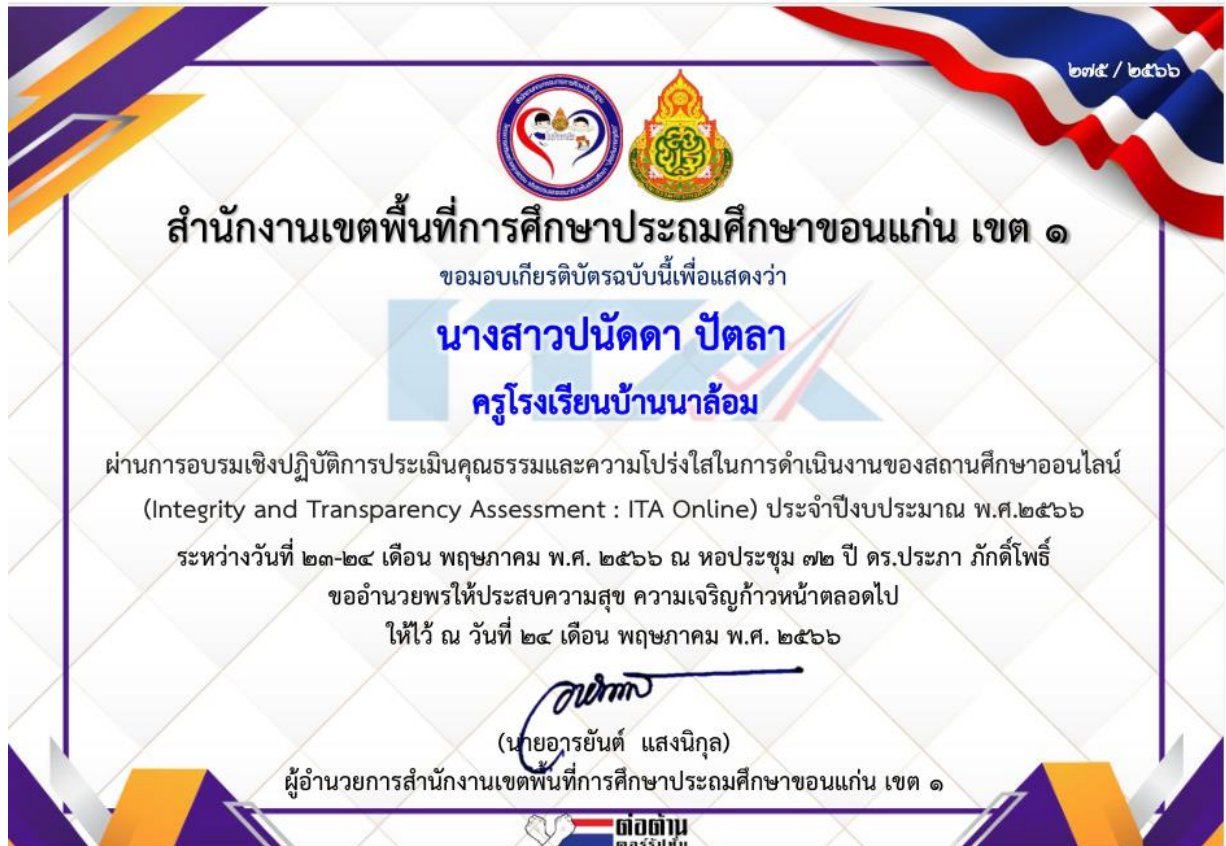 ๒๗๕ / ๒๕๖๖
สำนักงานเขตพื้นที่การศึกษาประถมศึกษาขอนแก่น เขต ๑
ขอมอบเกียรติบัตรฉบับนี้เพื่อแสดงว่า
ITA
นางสาวปนัดดา ปัตลา
ครูโรงเรียนบ้านนาล้อม
ผ่านการอบรมเชิงปฏิบัติการประเมินคุณธรรมและความโปร่งใสในการดำเนินงานของสถานศึกษาออนไลน์
(Integrity and Transparency Assessment : ITA Online) ประจำปีงบประมาณ พ.ศ.๒๕๖๖
ระหว่างวันที่ ๒๓-๒๔ เดือน พฤษภาคม พ.ศ. ๒๕๖๖ ณ หอประชุม ๗๒ ปี ดร.ประภา ภักดิ์โพธิ์
ขออำนวยพรให้ประสบความสุข ความเจริญก้าวหน้าตลอดไป
ให้ไว้ ณ วันที่ ๒๔ เดือน พฤษภาคม พ.ศ. ๒๕๖๖
(นายอารยันต์ แสงนิกุล)
ผู้อำนวยการสำนักงานเขตพื้นที่การศึกษาประถมศึกษาขอนแก่น เขต ๑
ต่อต้าน
คอร์รัปชัน